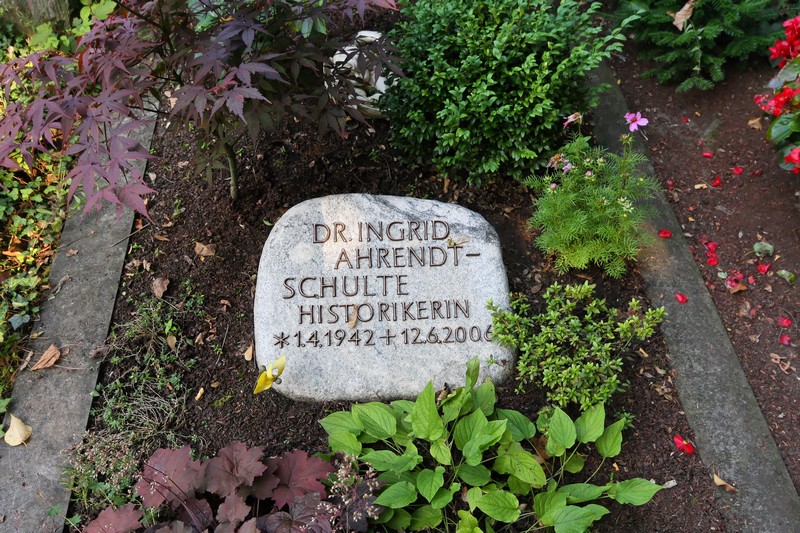 DR. INGRID
AHRENDT-
SCHULTE
HISTORIKERIN
*1.4.1942 + 12.6.2006